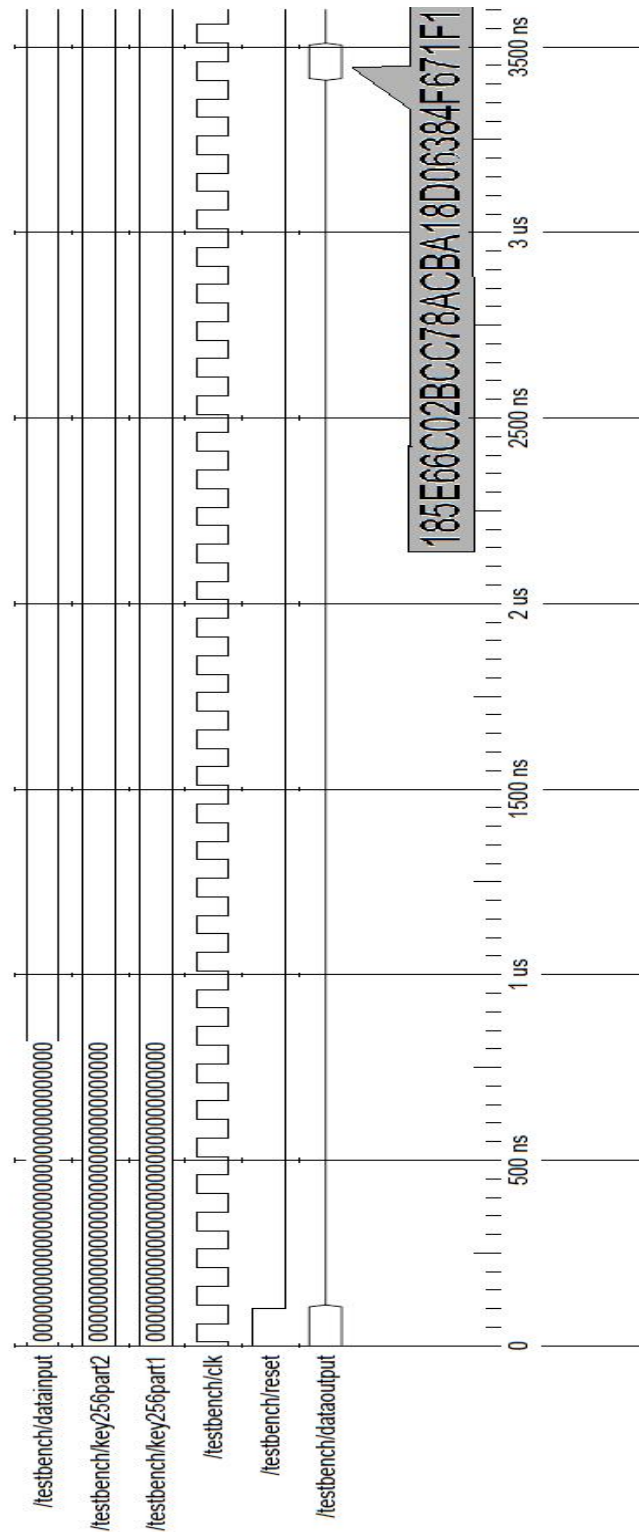 /testbench/datainput 00000000000000000000000000000000
/testbench/key256part2 00000000000000000000000000000000
/testbench/key256part1 00000000000000000000000000000000
/testbench/clk
/testbench/reset
/testbench/dataoutput
185E66C02BCC78ACBA18D06384F671F1
0 500 ns 1 us 1500 ns 2 us 2500 ns 3 us 3500 ns